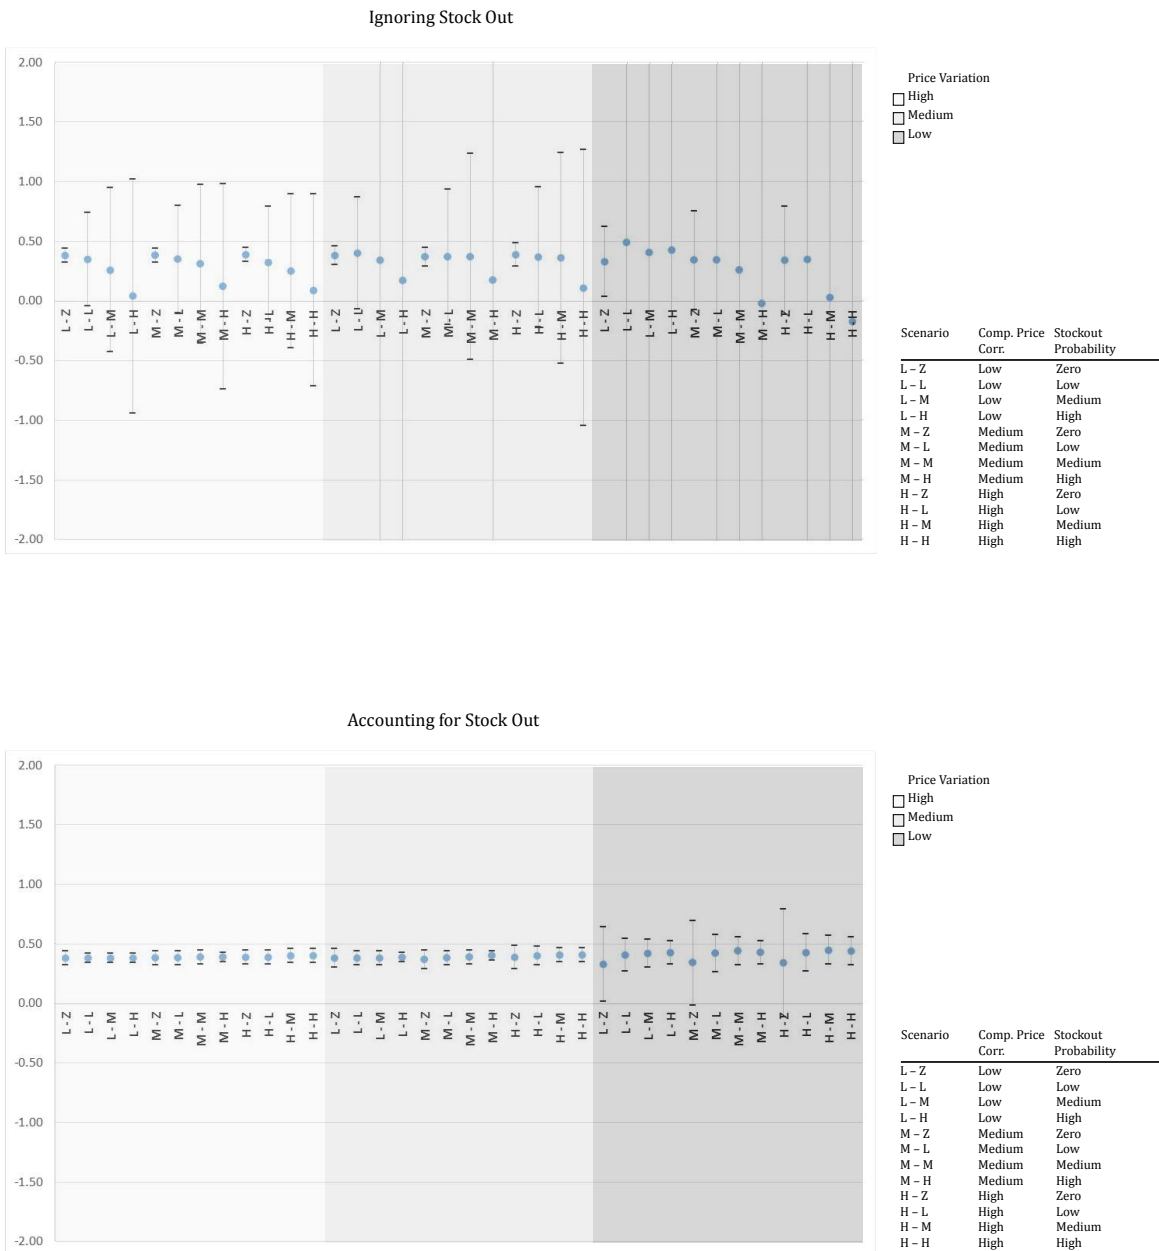 Ignoring Stock Out
2.00
1.50
1.00
0.50
0.00
-0.50
-1.00
-1.50
-2.00
L - Z
L - L
L - M
L - H
M - Z
M - L
M - M
M - H
H - Z
H - L
H - M
H - H
L - Z
L - L
L - M
L - H
M - Z
M - L
M - M
M - H
H - Z
H - L
H - M
H - H
L - Z
L - L
L - M
L - H
M - Z
M - L
M - M
M - H
H - Z
H - L
H - M
H - H
Price Variation
High
Medium
Low
Scenario Comp. Price Stockout
Corr. Probability
L – Z Low Zero
L – L Low Low
L – M Low Medium
L – H Low High
M – Z Medium Zero
M – L Medium Low
M – M Medium Medium
M – H Medium High
H – Z High Zero
H – L High Low
H – M High Medium
H – H High High
Accounting for Stock Out
2.00
1.50
1.00
0.50
0.00
-0.50
-1.00
-1.50
-2.00
L - Z
L - L
L - M
L - H
M - Z
M - L
M - M
M - H
H - Z
H - L
H - M
H - H
L - Z
L - L
L - M
L - H
M - Z
M - L
M - M
M - H
H - Z
H - L
H - M
H - H
L - Z
L - L
L - M
L - H
M - Z
M - L
M - M
M - H
H - Z
H - L
H - M
H - H
Price Variation
High
Medium
Low
Scenario Comp. Price Stockout
Corr. Probability
L – Z Low Zero
L – L Low Low
L – M Low Medium
L – H Low High
M – Z Medium Zero
M – L Medium Low
M – M Medium Medium
M – H Medium High
H – Z High Zero
H – L High Low
H – M High Medium
H – H High High